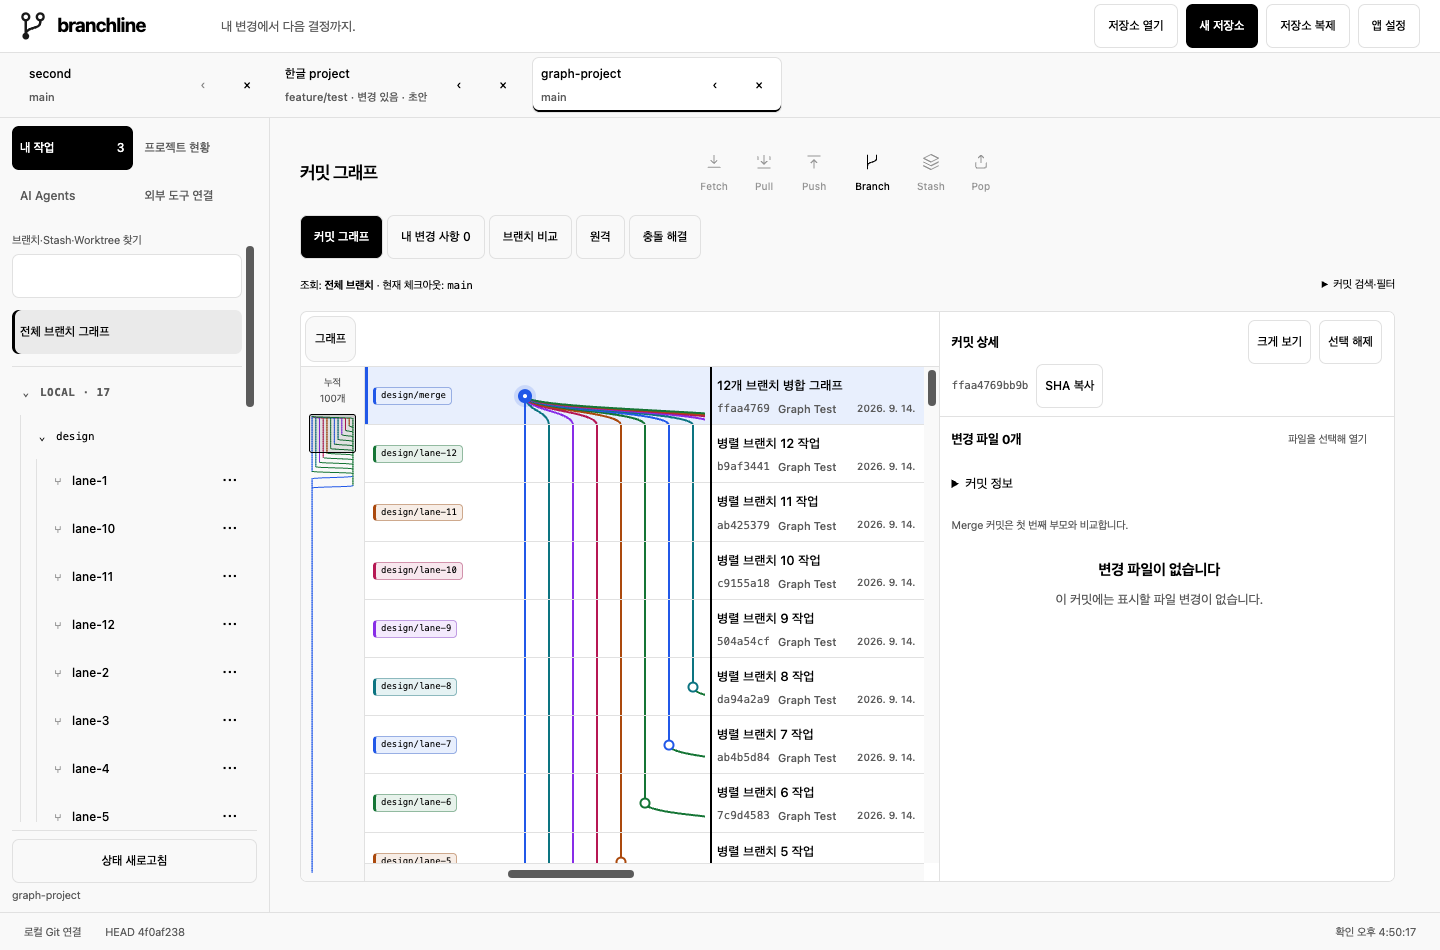 branchline
내 변경에서 다음 결정까지.
저장소 열기
새 저장소
저장소 복제
앱 설정
second
main
‹
×
한글 project
feature/test · 변경 있음 · 초안
‹
×
graph-project
main
‹
×
내 작업 3
프로젝트 현황
AI Agents
외부 도구 연결
브랜치·Stash·Worktree 찾기
전체 브랜치 그래프
LOCAL · 17
design
lane-1
lane-10
lane-11
lane-12
lane-2
lane-3
lane-4
lane-5
상태 새로고침
graph-project
커밋 그래프
Fetch
Pull
Push
Branch
Stash
Pop
커밋 그래프
내 변경 사항 0
브랜치 비교
원격
충돌 해결
조회: 전체 브랜치 · 현재 체크아웃: main
▶ 커밋 검색·필터
그래프
누적
100개
design/merge
12개 브랜치 병합 그래프
ffaa4769 Graph Test 2026. 9. 14.
design/lane-12
병렬 브랜치 12 작업
b9af3441 Graph Test 2026. 9. 14.
design/lane-11
병렬 브랜치 11 작업
ab425379 Graph Test 2026. 9. 14.
design/lane-10
병렬 브랜치 10 작업
c9155a18 Graph Test 2026. 9. 14.
design/lane-9
병렬 브랜치 9 작업
504a54cf Graph Test 2026. 9. 14.
design/lane-8
병렬 브랜치 8 작업
da94a2a9 Graph Test 2026. 9. 14.
design/lane-7
병렬 브랜치 7 작업
ab4b5d84 Graph Test 2026. 9. 14.
design/lane-6
병렬 브랜치 6 작업
7c9d4583 Graph Test 2026. 9. 14.
design/lane-5
병렬 브랜치 5 작업
커밋 상세
크게 보기
선택 해제
ffaa4769bb9b
SHA 복사
변경 파일 0개
파일을 선택해 열기
▶ 커밋 정보
Merge 커밋은 첫 번째 부모와 비교합니다.
변경 파일이 없습니다
이 커밋에는 표시할 파일 변경이 없습니다.
로컬 Git 연결
HEAD 4f0af238
확인 오후 4:50:17